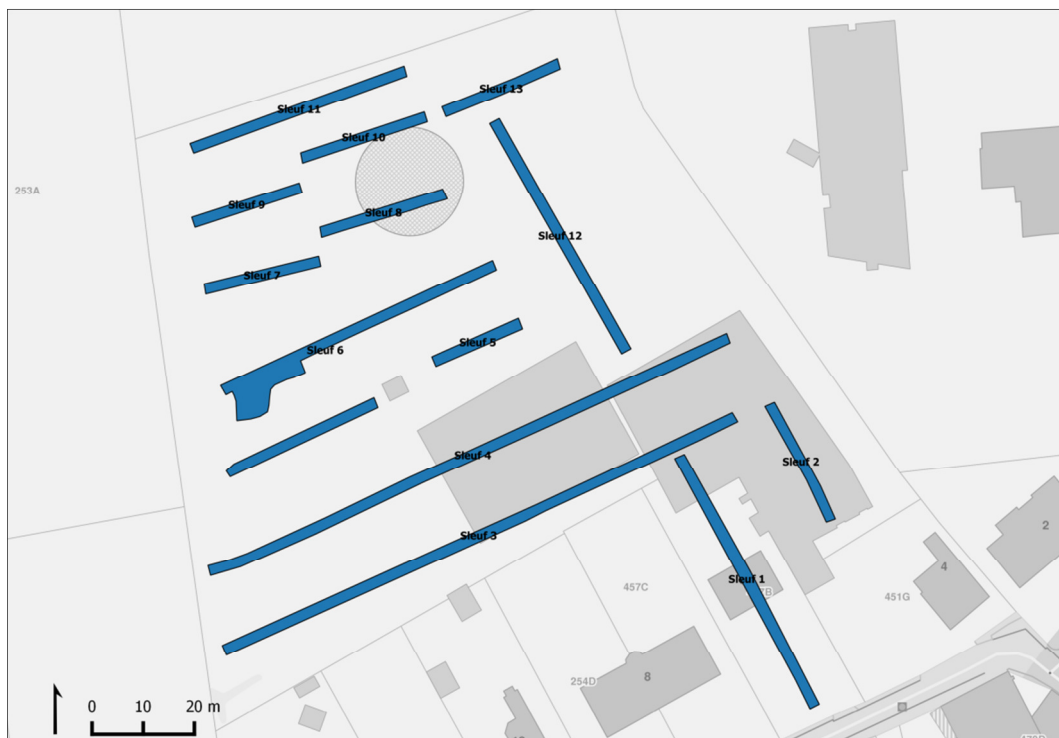 Sleuf 13
Sleuf 11
Sleuf 10
253A
Sleuf 9
Sleuf 8
Sleuf 12
Sleuf 7
Sleuf 6
Sleuf 5
Sleuf 4
Sleuf 2
2
Sleuf 3
4
Sleuf 1
457C
451G
8
254D
0 10 20 m